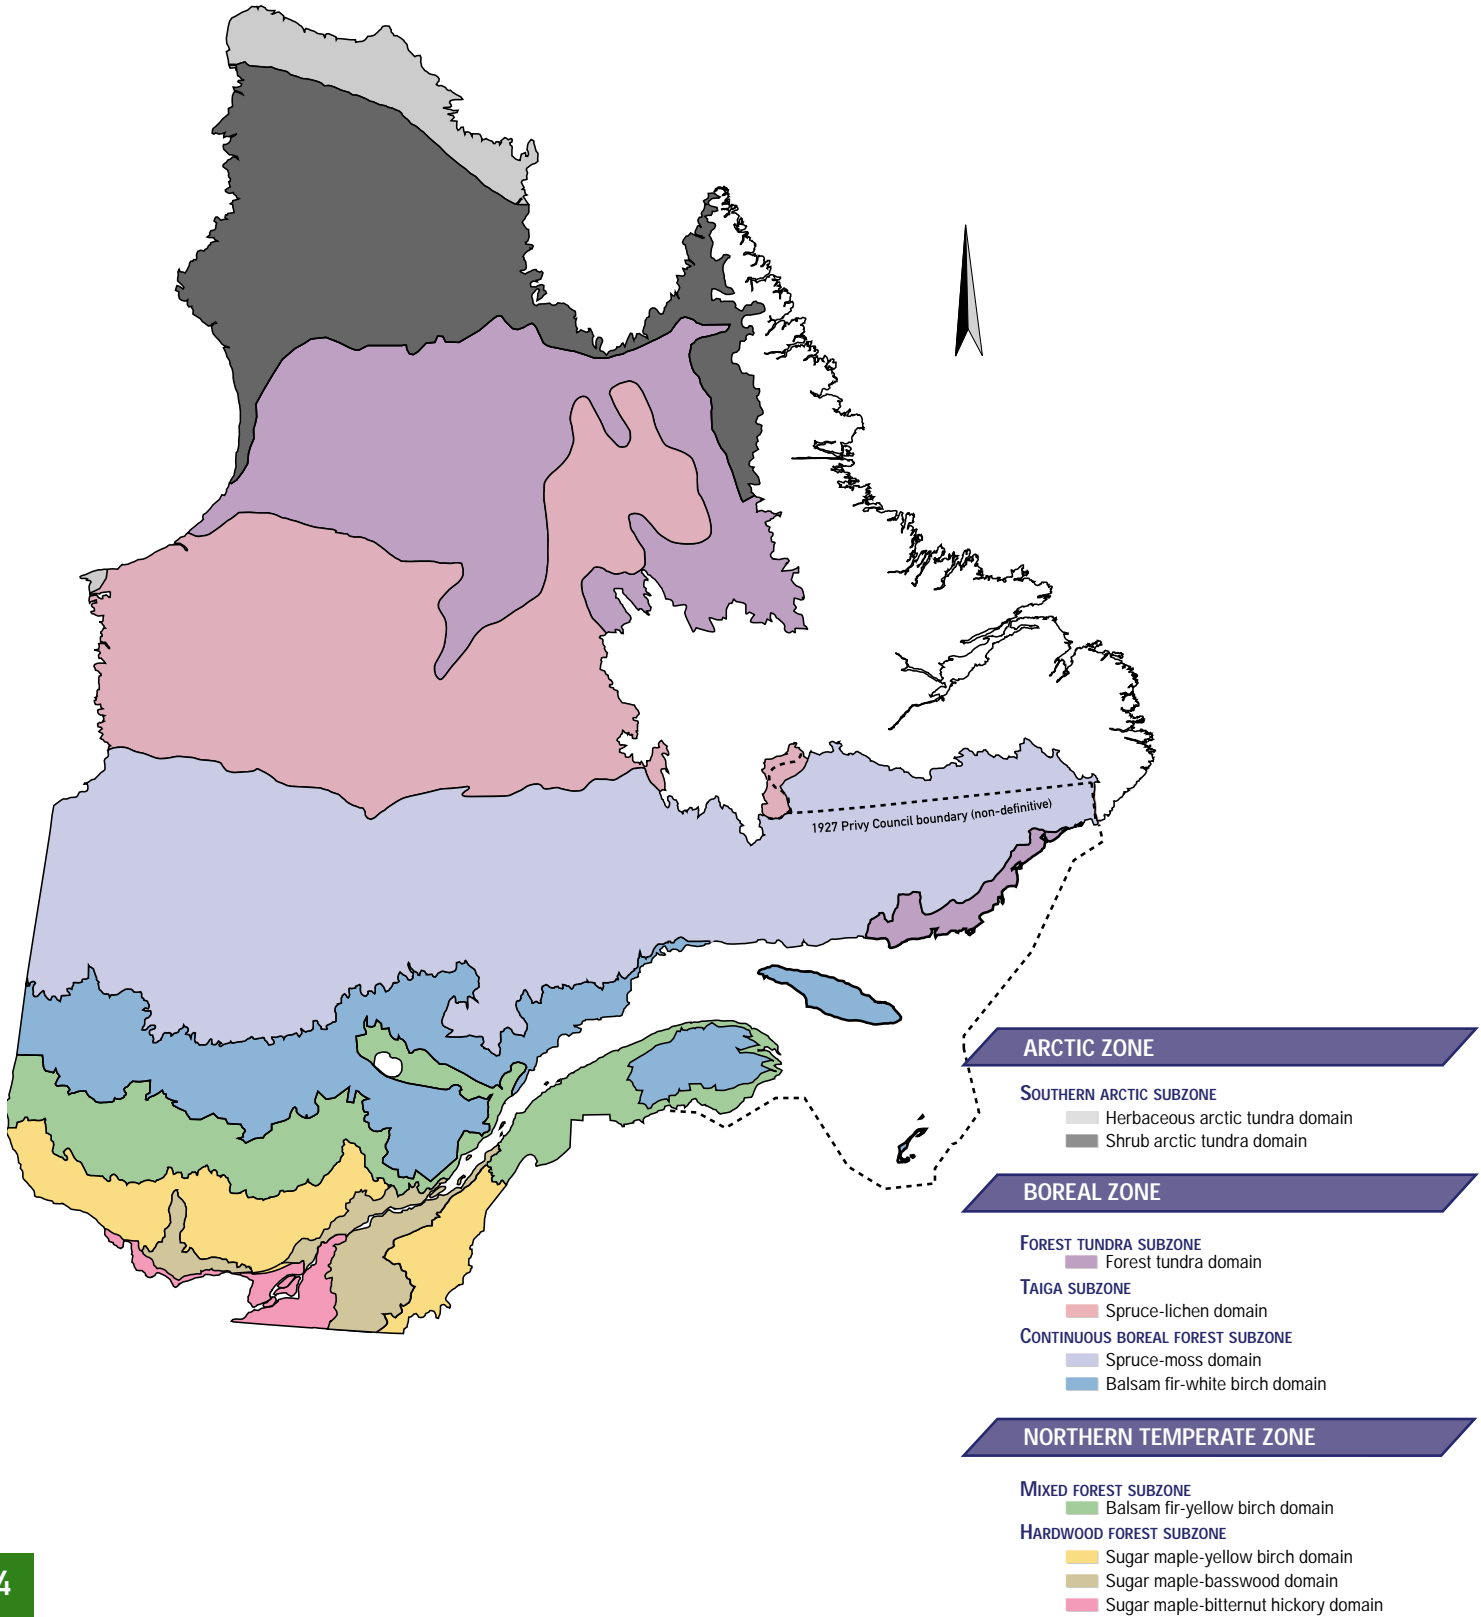 1927 Privy Council boundary (non-definitive)
ARCTIC ZONE
SOUTHERN ARCTIC SUBZONE
Herbaceous arctic tundra domain
Shrub arctic tundra domain
BOREAL ZONE
FOREST TUNDRA SUBZONE
Forest tundra domain
TAIGA SUBZONE
Spruce-lichen domain
CONTINUOUS BOREAL FOREST SUBZONE
Spruce-moss domain
Balsam fir-white birch domain
NORTHERN TEMPERATE ZONE
MIXED FOREST SUBZONE
Balsam fir-yellow birch domain
HARDWOOD FOREST SUBZONE
Sugar maple-yellow birch domain
Sugar maple-basswood domain
Sugar maple-bitternut hickory domain
4